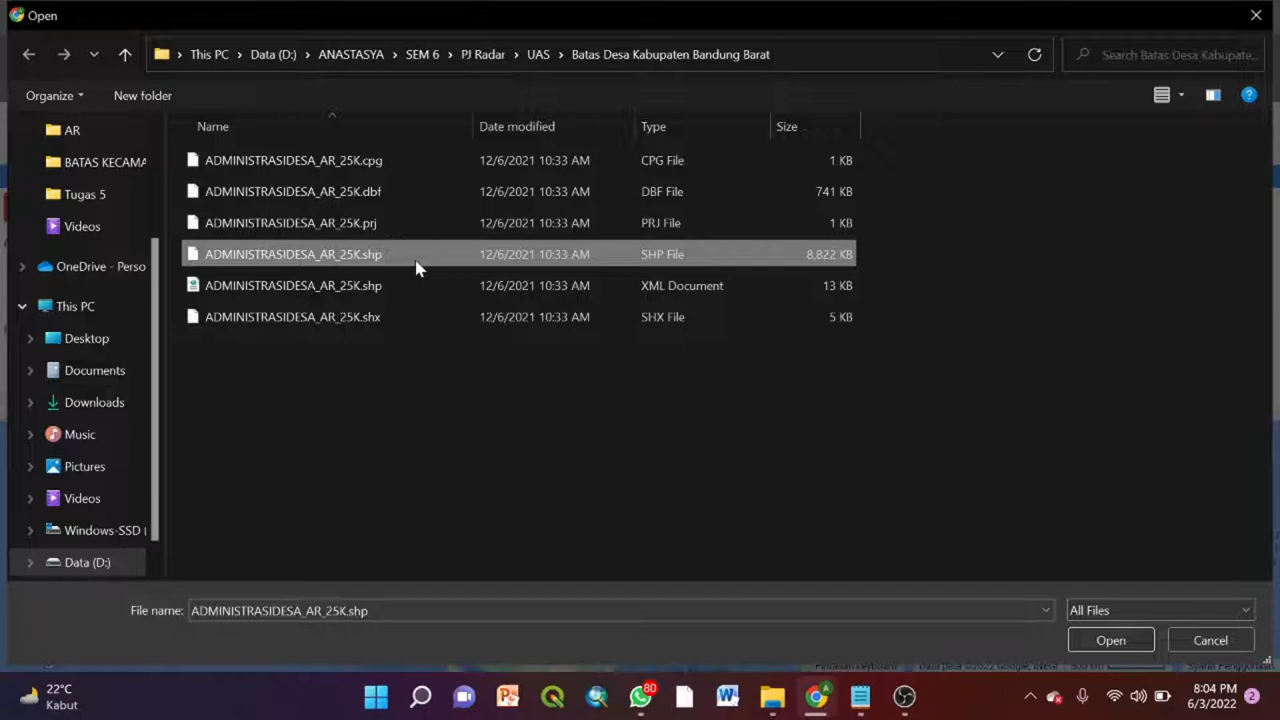 Open
This PC > Data (D:) > ANASTASYA > SEM 6 > PJ Radar > UAS > Batas Desa Kabupaten Bandung Barat
Search Batas Desa Kabupate...
Organize
New folder
AR
BATAS KECAMA
Tugas 5
Videos
OneDrive - Perso
This PC
Desktop
Documents
Downloads
Music
Pictures
Videos
Windows-SSD (
Data (D:)
Name Date modified Type Size
ADMINISTRASIDESA_AR_25K.cpg 12/6/2021 10:33 AM CPG File 1 KB
ADMINISTRASIDESA_AR_25K.dbf 12/6/2021 10:33 AM DBF File 741 KB
ADMINISTRASIDESA_AR_25K.prj 12/6/2021 10:33 AM PRJ File 1 KB
ADMINISTRASIDESA_AR_25K.shp 12/6/2021 10:33 AM SHP File 8,822 KB
ADMINISTRASIDESA_AR_25K.shp 12/6/2021 10:33 AM XML Document 13 KB
ADMINISTRASIDESA_AR_25K.shx 12/6/2021 10:33 AM SHX File 5 KB
File name: ADMINISTRASIDESA_AR_25K.shp
All Files
Open
Cancel
22°C
Kabut
80
8:04 PM
6/3/2022
2